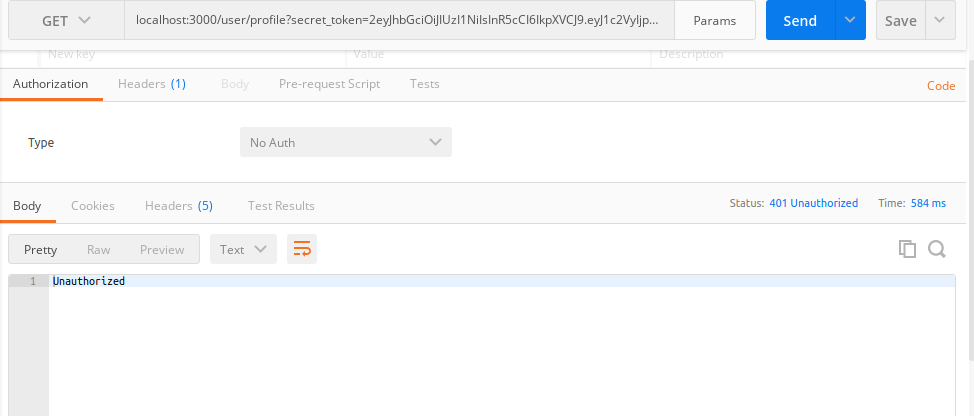 GET localhost:3000/user/profile?secret_token=2eyJhbGciOiJIUzI1NiIsInR5cCI6IkpXVCJ9.eyJ1c2Vyljp... Params Send Save
New key Value Description
Authorization Headers (1) Body Pre-request Script Tests Code
Type No Auth
Body Cookies Headers (5) Test Results Status: 401 Unauthorized Time: 584 ms
Pretty Raw Preview Text
1 Unauthorized